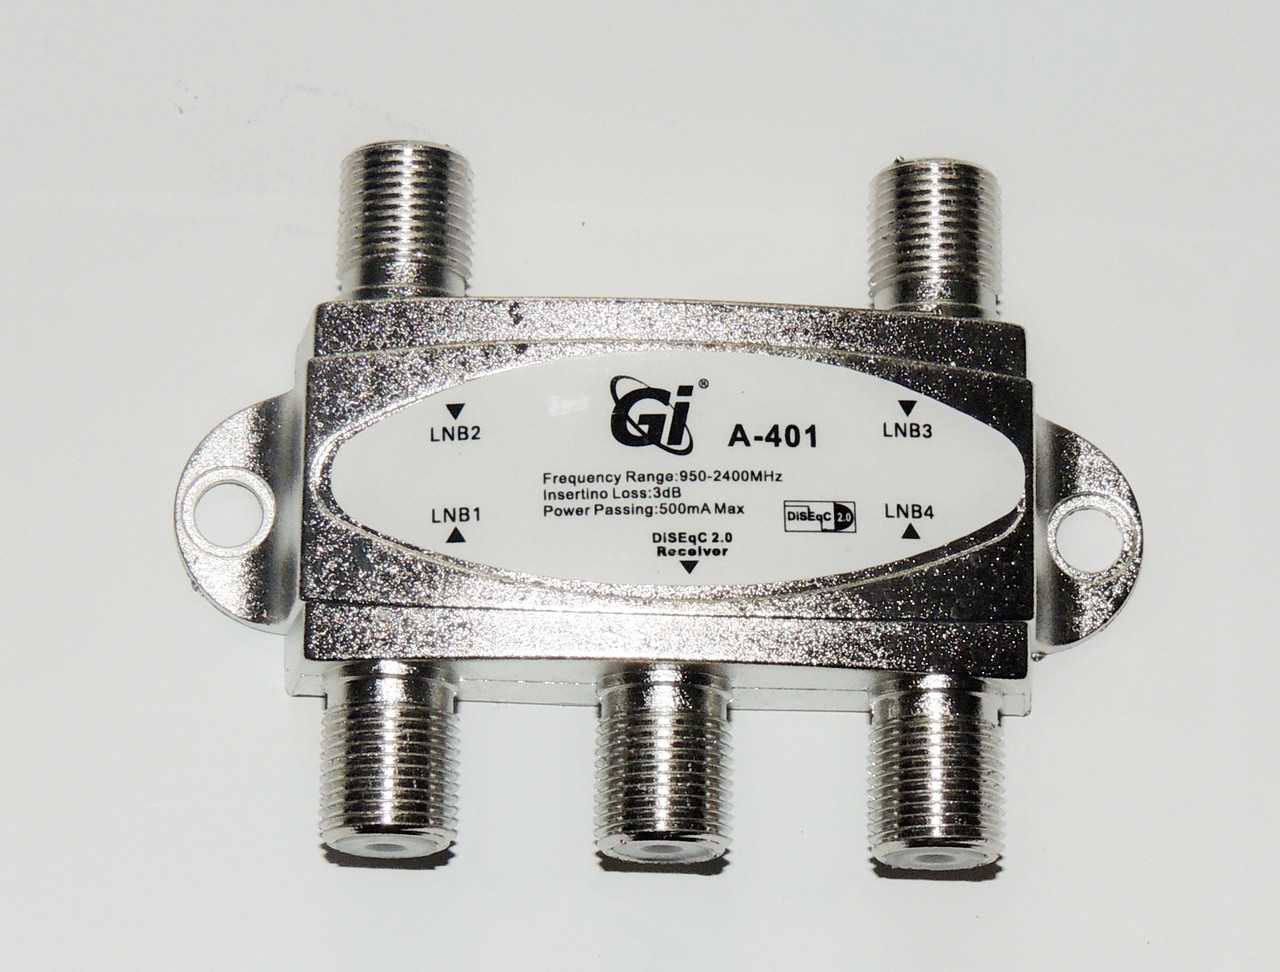 Gi®
A-401
LNB2
LNB3
Frequency Range:950-2400MHz
Insertino Loss:3dB
Power Passing:500mA Max
LNB1
LNB4
DiSEqC 2.0
DiSEqC 2.0
Receiver